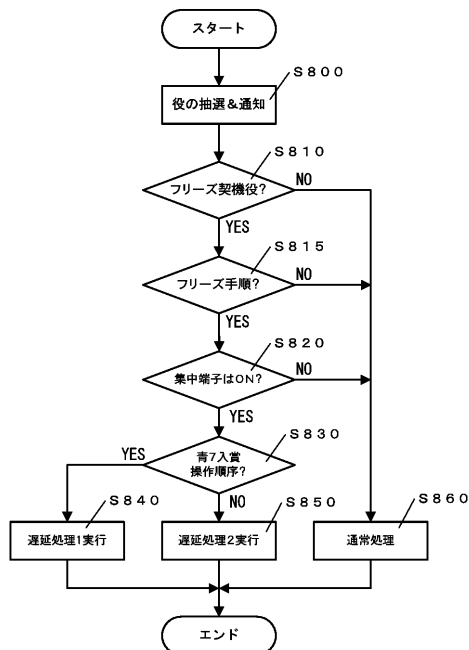 スタート
S800
役の抽選&通知
S810
フリーズ契機役?
NO
YES
S815
フリーズ手順?
NO
YES
S820
集中端子はON?
NO
YES
S830
青7入賞
操作順序?
YES
NO
S840
遅延処理1実行
S850
遅延処理2実行
S860
通常処理
エンド